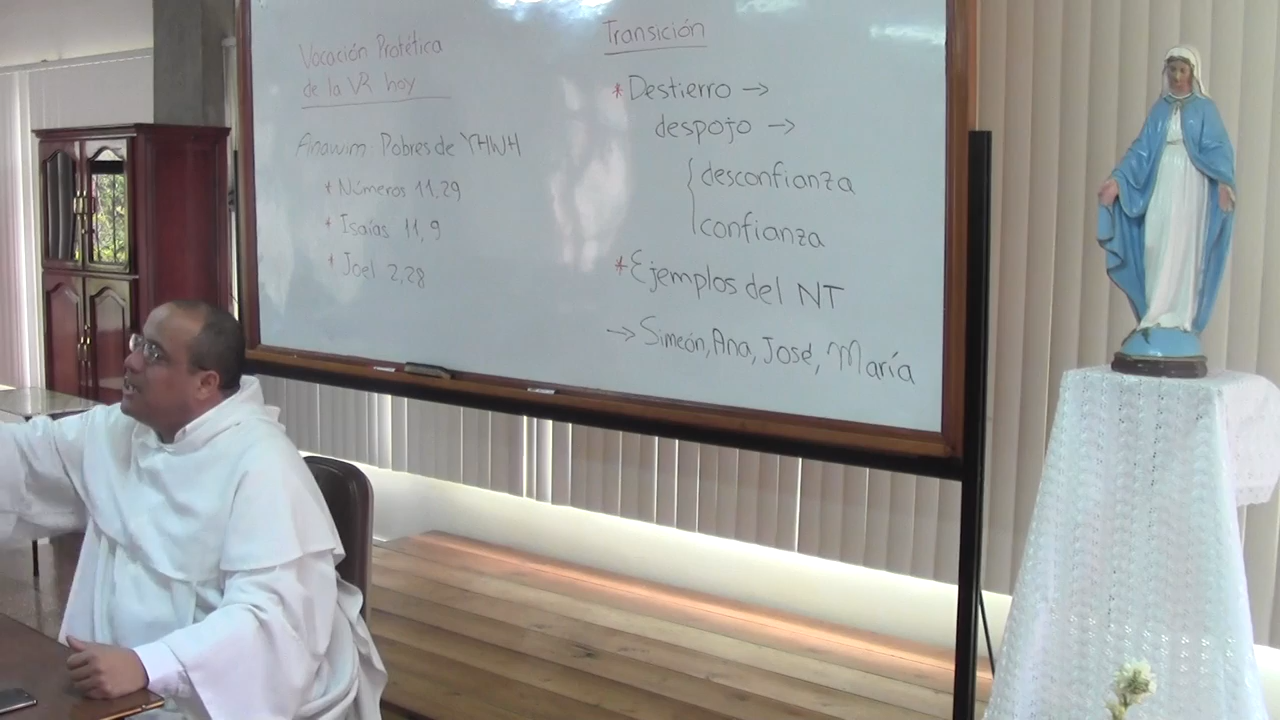 Vocación Profética
de la VR hoy
Anawim: Pobres de YHWH
* Números 11,29
* Isaías 11,9
* Joel 2,28
Transición
* Destierro →
despojo →
{ desconfianza
confianza
* Ejemplos del NT
→ Simeón, Ana, José, María